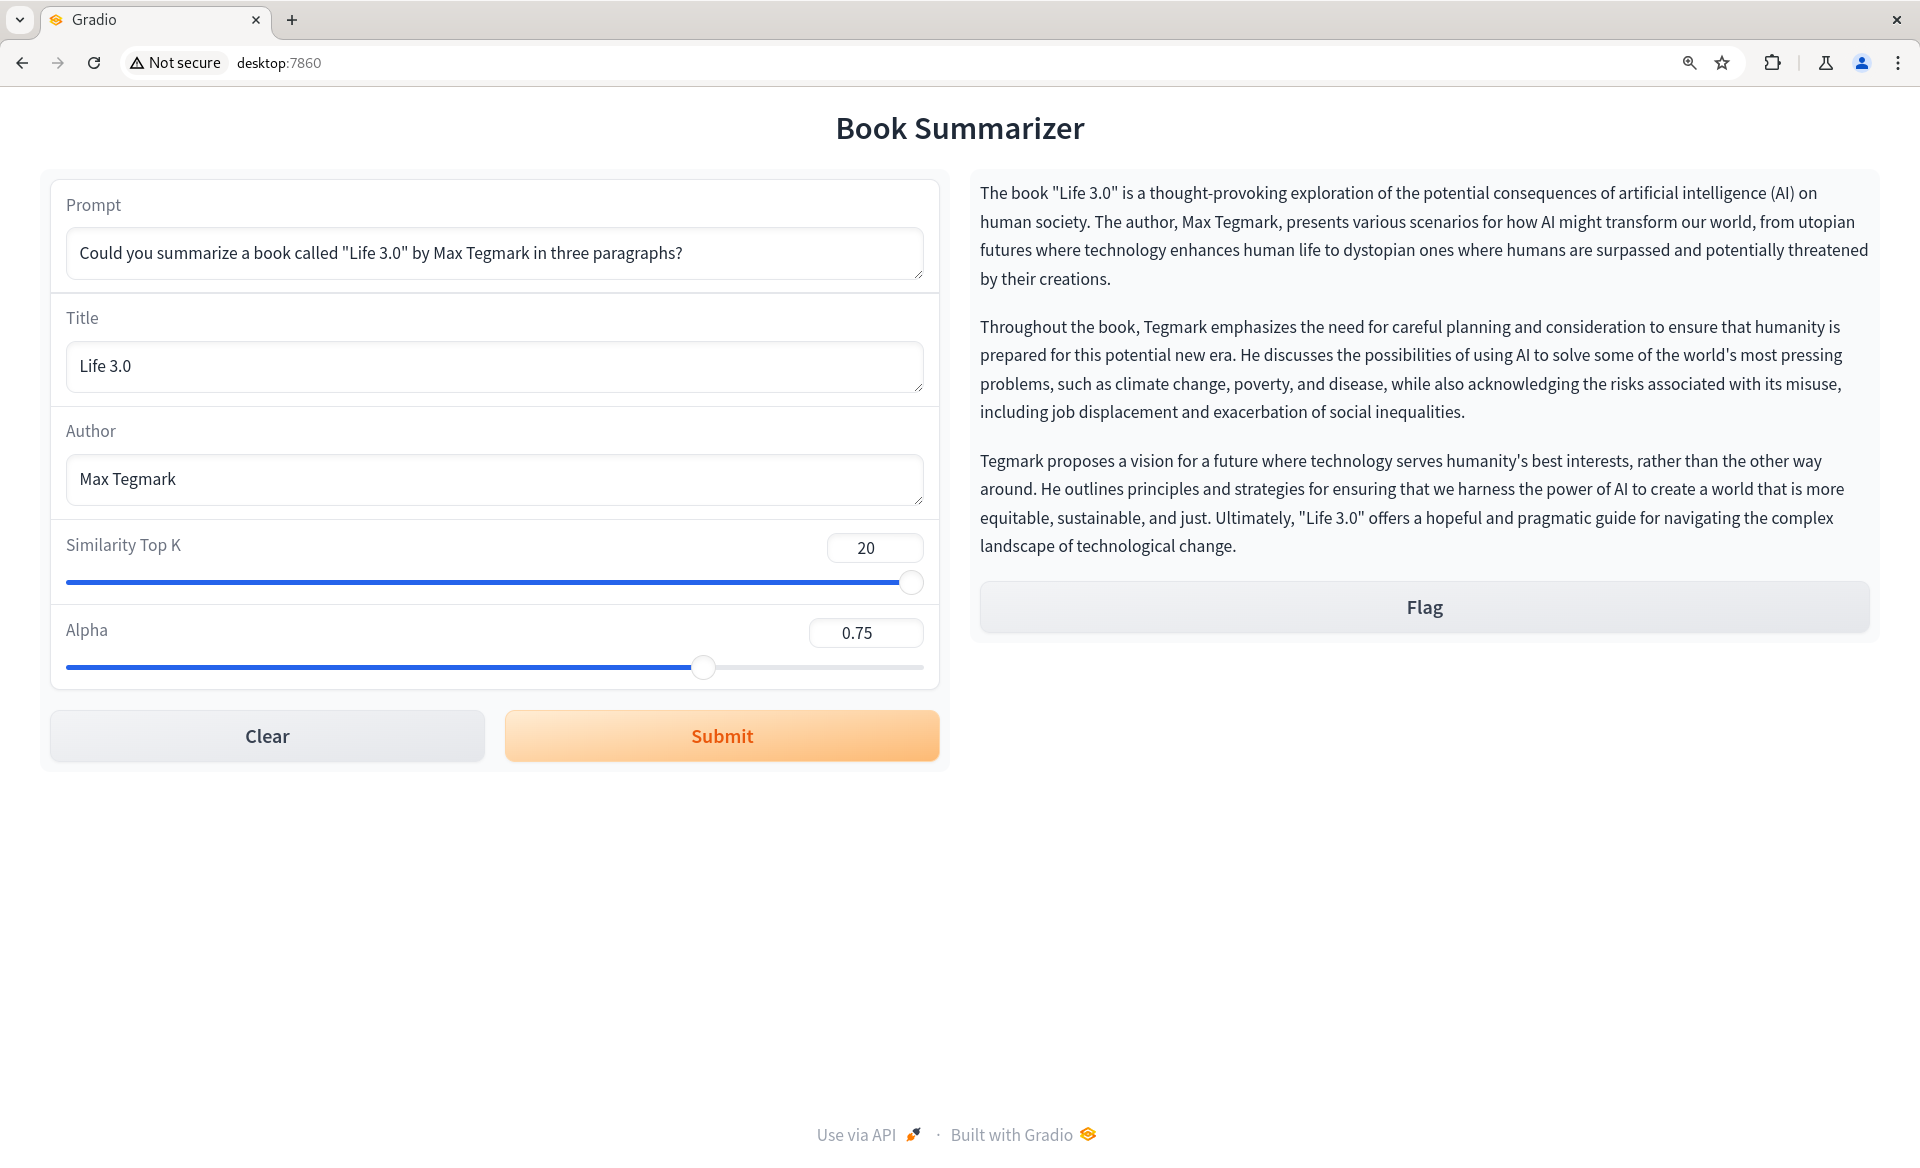 Gradio
Not secure
desktop:7860
Book Summarizer
Prompt
Could you summarize a book called "Life 3.0" by Max Tegmark in three paragraphs?
Title
Life 3.0
Author
Max Tegmark
Similarity Top K
20
Alpha
0.75
Clear
Submit
The book "Life 3.0" is a thought-provoking exploration of the potential consequences of artificial intelligence (AI) on
human society. The author, Max Tegmark, presents various scenarios for how AI might transform our world, from utopian
futures where technology enhances human life to dystopian ones where humans are surpassed and potentially threatened
by their creations.
Throughout the book, Tegmark emphasizes the need for careful planning and consideration to ensure that humanity is
prepared for this potential new era. He discusses the possibilities of using AI to solve some of the world's most pressing
problems, such as climate change, poverty, and disease, while also acknowledging the risks associated with its misuse,
including job displacement and exacerbation of social inequalities.
Tegmark proposes a vision for a future where technology serves humanity's best interests, rather than the other way
around. He outlines principles and strategies for ensuring that we harness the power of AI to create a world that is more
equitable, sustainable, and just. Ultimately, "Life 3.0" offers a hopeful and pragmatic guide for navigating the complex
landscape of technological change.
Flag
Use via API · Built with Gradio